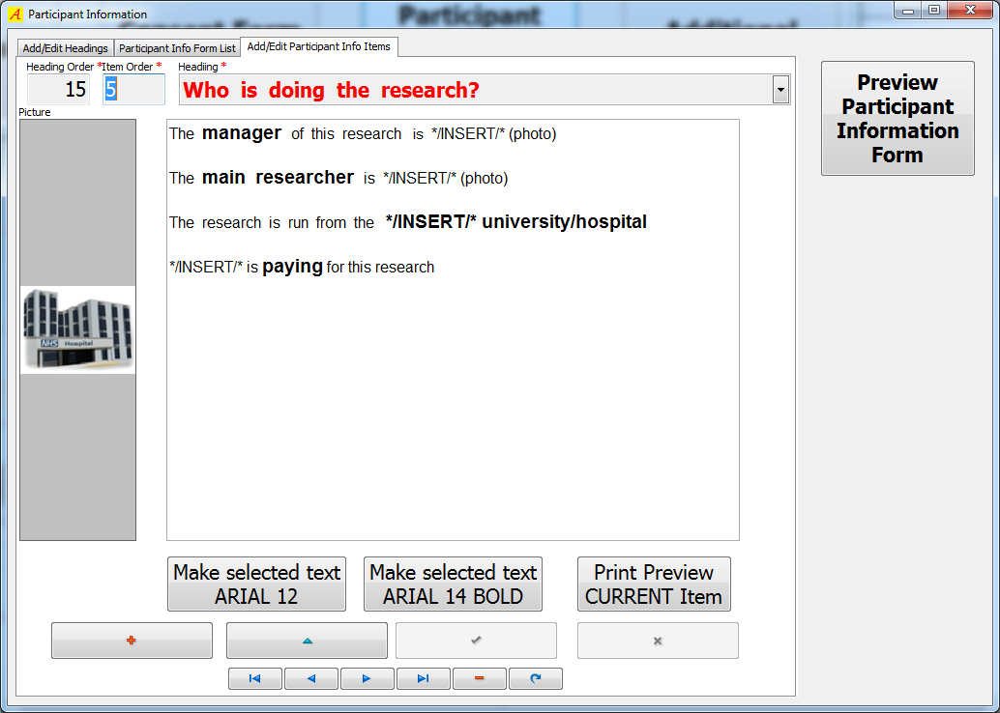 Participant Information
Participant
Add/Edit Headings
Participant Info Form List
Add/Edit Participant Info Items
Heading Order *
Item Order *
Headiing *
15
5
Who is doing the research?
Preview
Participant
Information
Form
Picture
The manager of this research is */INSERT/* (photo)
The main researcher is */INSERT/* (photo)
The research is run from the */INSERT/* university/hospital
*/INSERT/* is paying for this research
NHS Hospital
Make selected text
ARIAL 12
Make selected text
ARIAL 14 BOLD
Print Preview
CURRENT Item